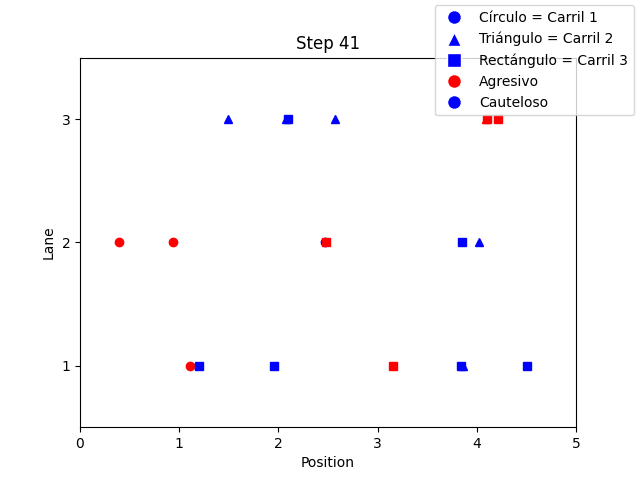 Step 41
Círculo = Carril 1
Triángulo = Carril 2
Rectángulo = Carril 3
Agresivo
Cauteloso
Lane
3
2
1
0 1 2 3 4 5
Position